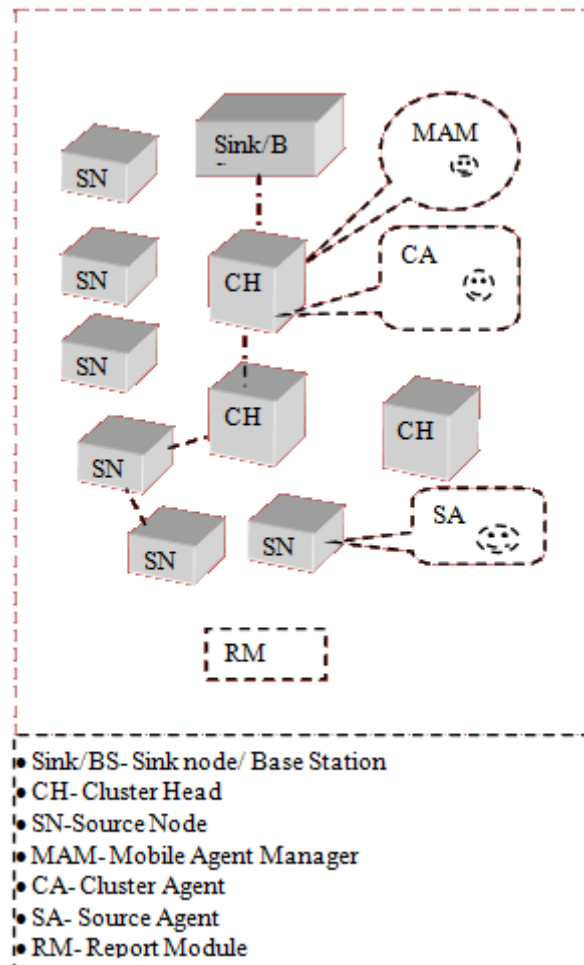 Sink/B
MAM
SN
CA
SN
CH
SN
CH
CH
SN
SA
SN
SN
RM
• Sink/BS- Sink node/ Base Station
• CH- Cluster Head
• SN-Source Node
• MAM- Mobile Agent Manager
• CA- Cluster Agent
• SA- Source Agent
• RM- Report Module